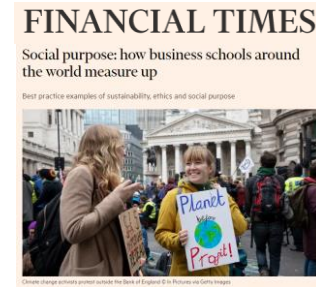 FINANCIAL TIMES
Social purpose: how business schools around
the world measure up
Best practice examples of sustainability, ethics and social purpose
Planet
Profit!
Climate change activists protest outside the Bank of England © In Pictures via Getty Images